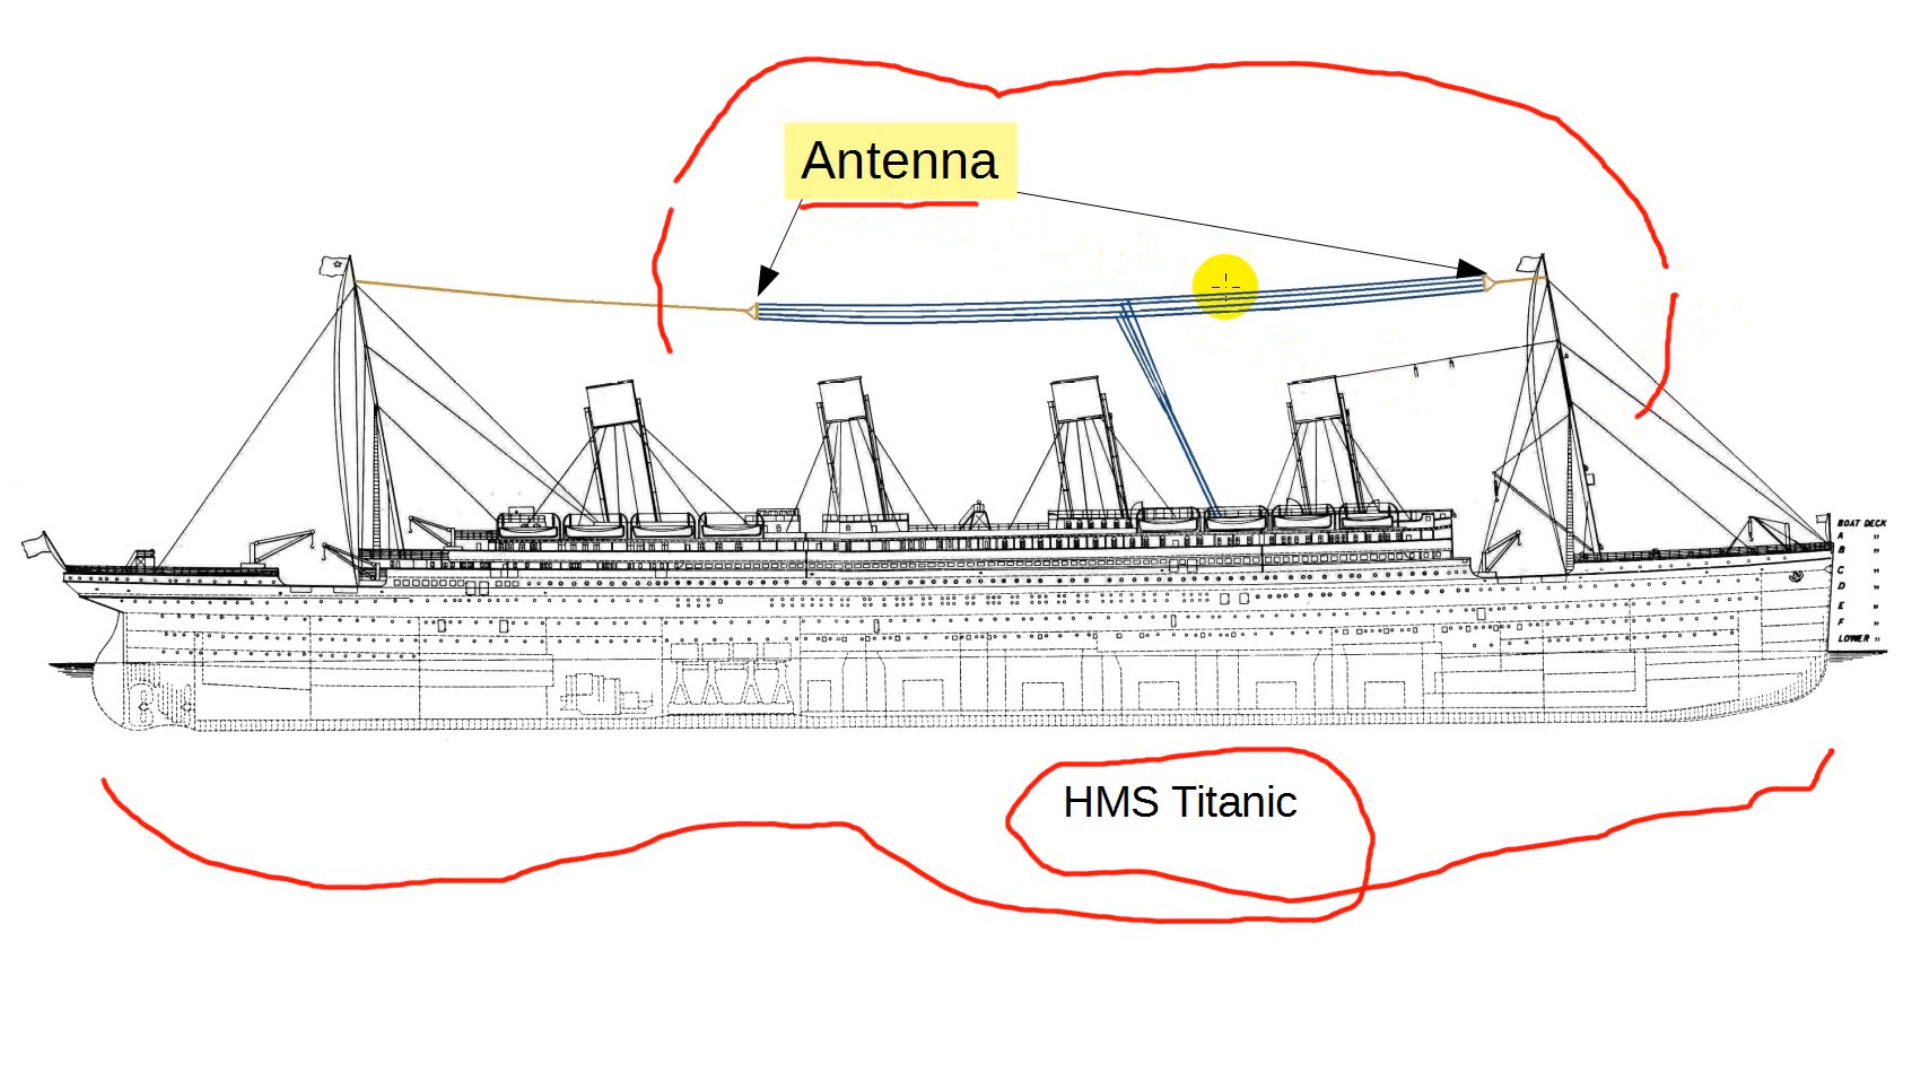 Antenna
BOAT DECK
A "
B "
C "
D "
E "
F "
LOWER "
HMS Titanic